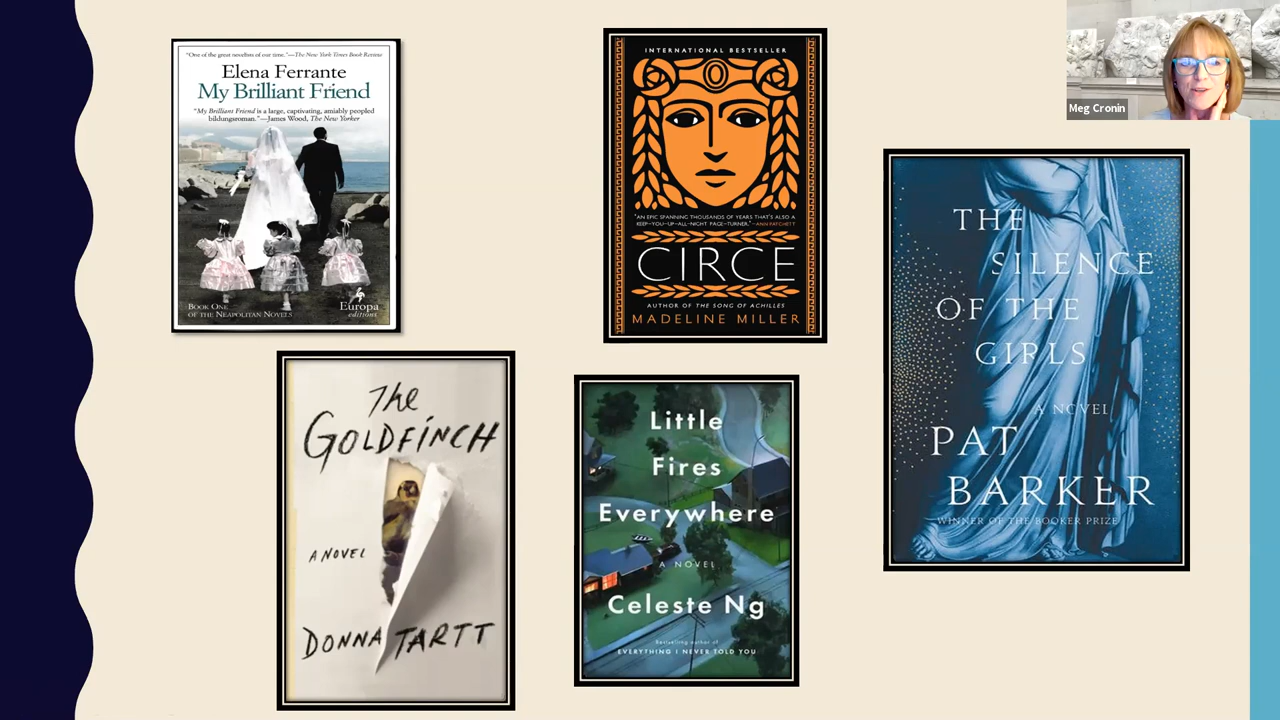 "One of the great novelists of our time."—The New York Times Book Review
Elena Ferrante
My Brilliant Friend
"My Brilliant Friend is a large, captivating, amiably peopled
bildungsroman."—James Wood, The New Yorker
BOOK ONE
OF THE NEAPOLITAN NOVELS
Europa
editions
INTERNATIONAL BESTSELLER
"AN EPIC SPANNING THOUSANDS OF YEARS THAT'S ALSO A
KEEP-YOU-UP-ALL-NIGHT PAGE-TURNER." —ANN PATCHETT
CIRCE
AUTHOR OF THE SONG OF ACHILLES
MADELINE MILLER
Meg Cronin
THE
SILENCE
OF THE
GIRLS
A NOVEL
PAT
BARKER
WINNER OF THE BOOKER PRIZE
The
GOLDFINCH
A NOVEL
DONNA TARTT
Little
Fires
Everywhere
A NOVEL
Celeste Ng
Bestselling author of
EVERYTHING I NEVER TOLD YOU